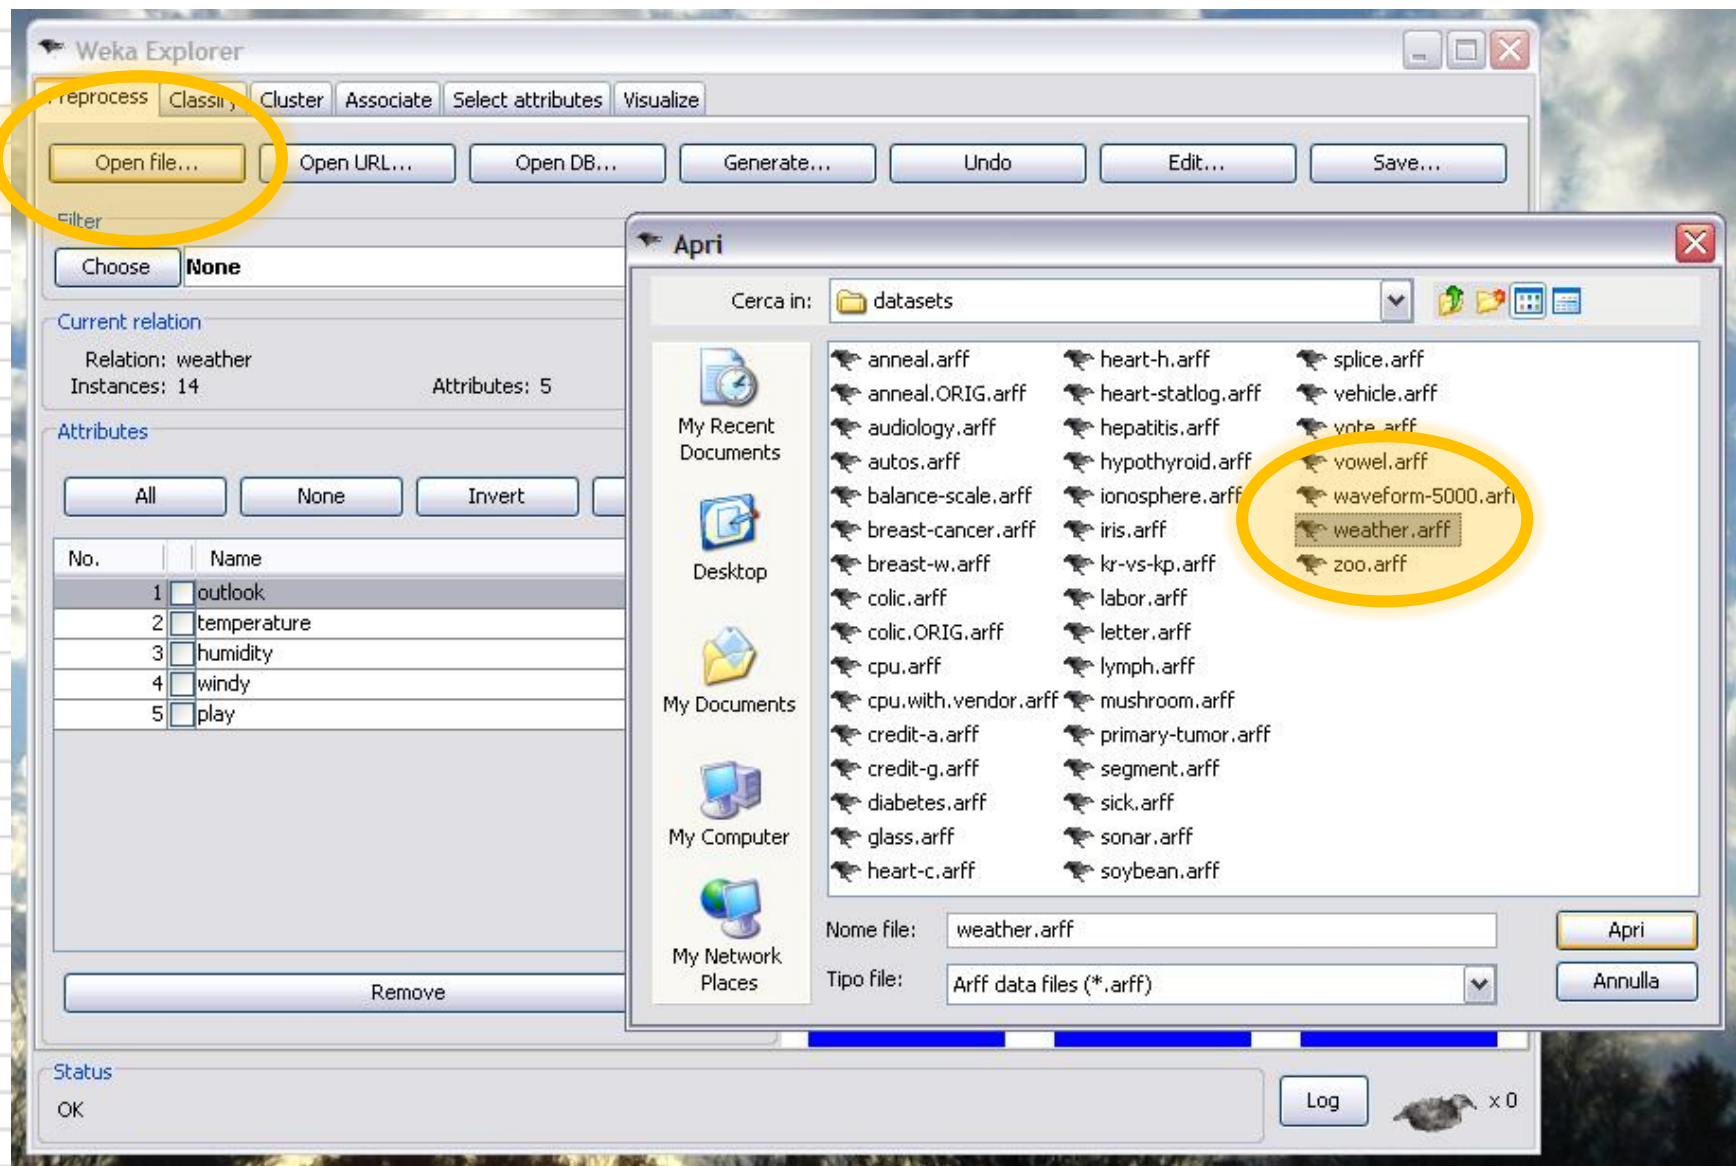 Weka Explorer
Preprocess Classify Cluster Associate Select attributes Visualize
Open file... Open URL... Open DB... Generate... Undo Edit... Save...
Filter
Choose None
Current relation
Relation: weather
Instances: 14 Attributes: 5
Attributes
All None Invert
No. Name
1 outlook
2 temperature
3 humidity
4 windy
5 play
Remove
Status
OK
Log x 0
Apri
Cerca in: datasets
My Recent Documents
Desktop
My Documents
My Computer
My Network Places
anneal.arff
anneal.ORIG.arff
audiology.arff
autos.arff
balance-scale.arff
breast-cancer.arff
breast-w.arff
colic.arff
colic.ORIG.arff
cpu.arff
cpu.with.vendor.arff
credit-a.arff
credit-g.arff
diabetes.arff
glass.arff
heart-c.arff
heart-h.arff
heart-statlog.arff
hepatitis.arff
hypothyroid.arff
ionosphere.arff
iris.arff
kr-vs-kp.arff
labor.arff
letter.arff
lymph.arff
mushroom.arff
primary-tumor.arff
segment.arff
sick.arff
sonar.arff
soybean.arff
splice.arff
vehicle.arff
vote.arff
vowel.arff
waveform-5000.arff
weather.arff
zoo.arff
Nome file: weather.arff Apri
Tipo file: Arff data files (*.arff) Annulla